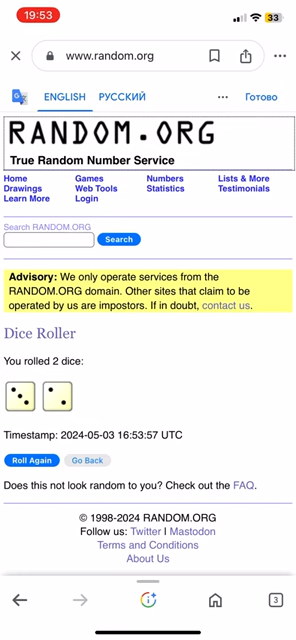 19:53
33
www.random.org
ENGLISH РУССКИЙ ... Готово
RANDOM.ORG
True Random Number Service
Home Games Numbers Lists & More
Drawings Web Tools Statistics Testimonials
Learn More Login
Search RANDOM.ORG
Search
Advisory: We only operate services from the
RANDOM.ORG domain. Other sites that claim to be
operated by us are impostors. If in doubt, contact us.
Dice Roller
You rolled 2 dice:
Timestamp: 2024-05-03 16:53:57 UTC
Roll Again Go Back
Does this not look random to you? Check out the FAQ.
© 1998-2024 RANDOM.ORG
Follow us: Twitter | Mastodon
Terms and Conditions
About Us
3